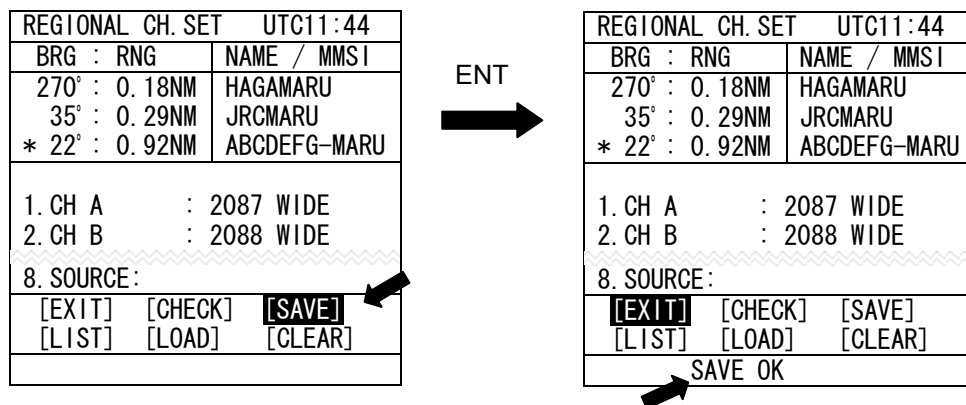 REGIONAL CH.SET UTC11:44
BRG : RNG NAME / MMSI
270°: 0.18NM HAGAMARU
35°: 0.29NM JRCMARU
* 22°: 0.92NM ABCDEFG-MARU
1.CH A : 2087 WIDE
2.CH B : 2088 WIDE
8.SOURCE:
[EXIT] [CHECK] [SAVE]
[LIST] [LOAD] [CLEAR]
ENT
REGIONAL CH.SET UTC11:44
BRG : RNG NAME / MMSI
270°: 0.18NM HAGAMARU
35°: 0.29NM JRCMARU
* 22°: 0.92NM ABCDEFG-MARU
1.CH A : 2087 WIDE
2.CH B : 2088 WIDE
8.SOURCE:
[EXIT] [CHECK] [SAVE]
[LIST] [LOAD] [CLEAR]
SAVE OK